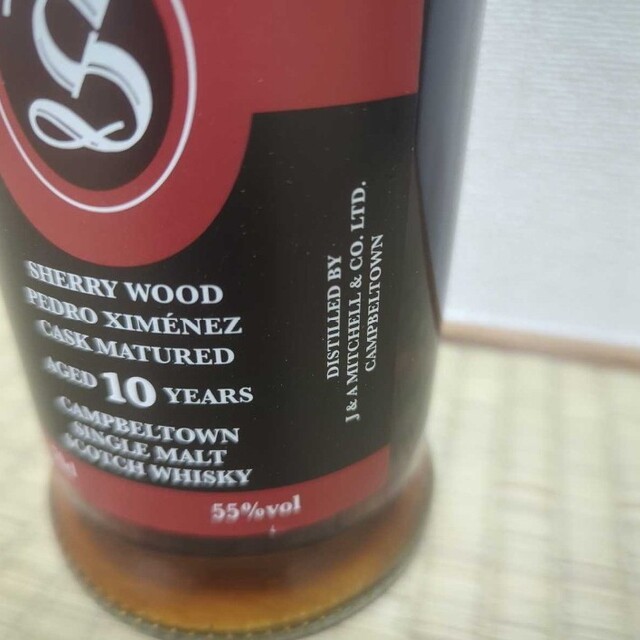 S
SHERRY WOOD
PEDRO XIMÉNEZ
CASK MATURED
AGED 10 YEARS
CAMPBELTOWN
SINGLE MALT
SCOTCH WHISKY
55%vol
DISTILLED BY
J & A MITCHELL & CO. LTD.
CAMPBELTOWN